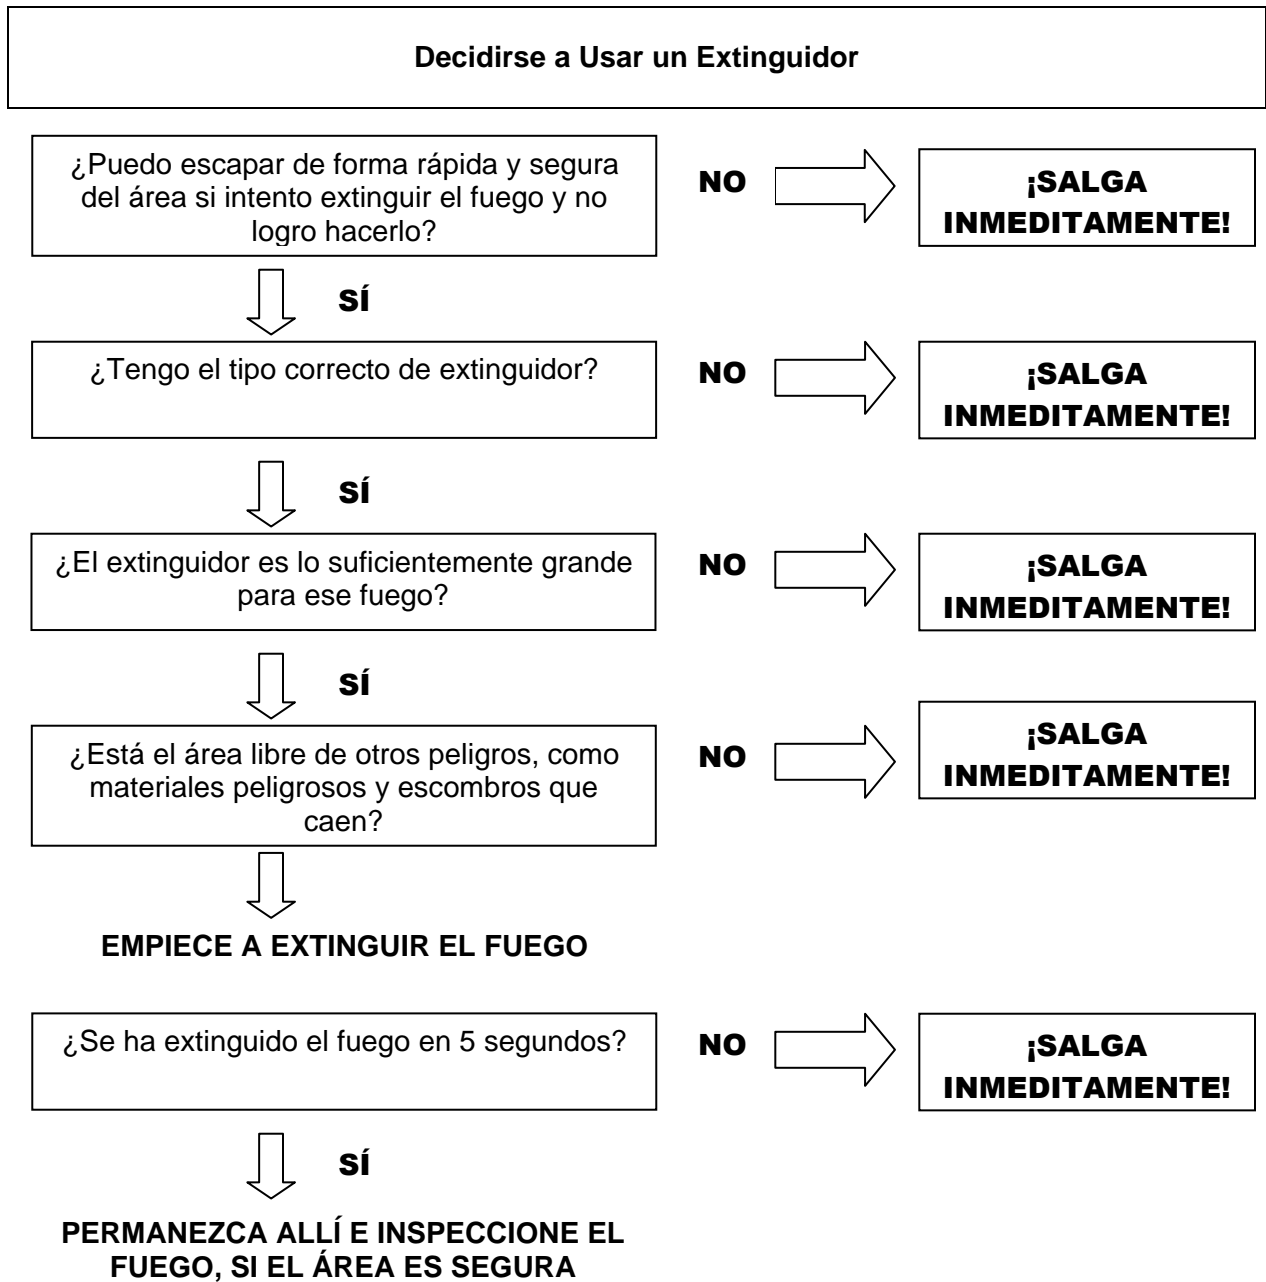 Decidirse a Usar un Extinguidor
¿Puedo escapar de forma rápida y segura
del área si intento extinguir el fuego y no
logro hacerlo?
NO
¡SALGA
INMEDITAMENTE!
SÍ
¿Tengo el tipo correcto de extinguidor?
NO
¡SALGA
INMEDITAMENTE!
SÍ
¿El extinguidor es lo suficientemente grande
para ese fuego?
NO
¡SALGA
INMEDITAMENTE!
SÍ
¿Está el área libre de otros peligros, como
materiales peligrosos y escombros que
caen?
NO
¡SALGA
INMEDITAMENTE!
EMPIECE A EXTINGUIR EL FUEGO
¿Se ha extinguido el fuego en 5 segundos?
NO
¡SALGA
INMEDITAMENTE!
SÍ
PERMANEZCA ALLÍ E INSPECCIONE EL
FUEGO, SI EL ÁREA ES SEGURA